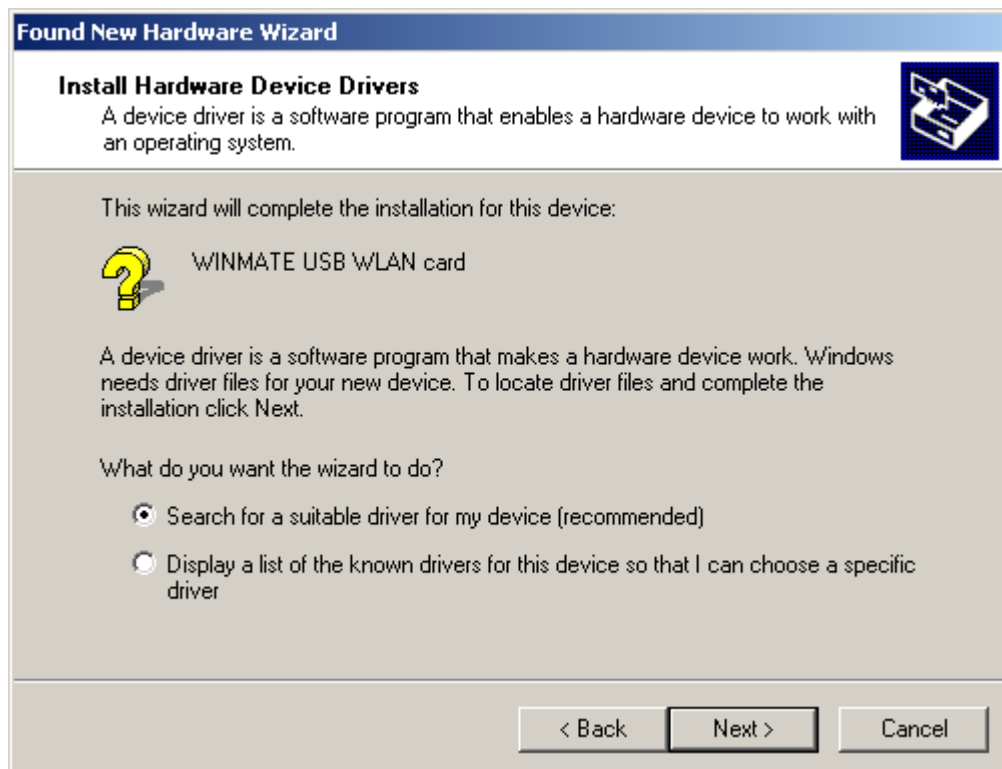 Found New Hardware Wizard
Install Hardware Device Drivers
A device driver is a software program that enables a hardware device to work with
an operating system.
This wizard will complete the installation for this device:
WINMATE USB WLAN card
A device driver is a software program that makes a hardware device work. Windows
needs driver files for your new device. To locate driver files and complete the
installation click Next.
What do you want the wizard to do?
Search for a suitable driver for my device (recommended)
Display a list of the known drivers for this device so that I can choose a specific
driver
< Back Next > Cancel